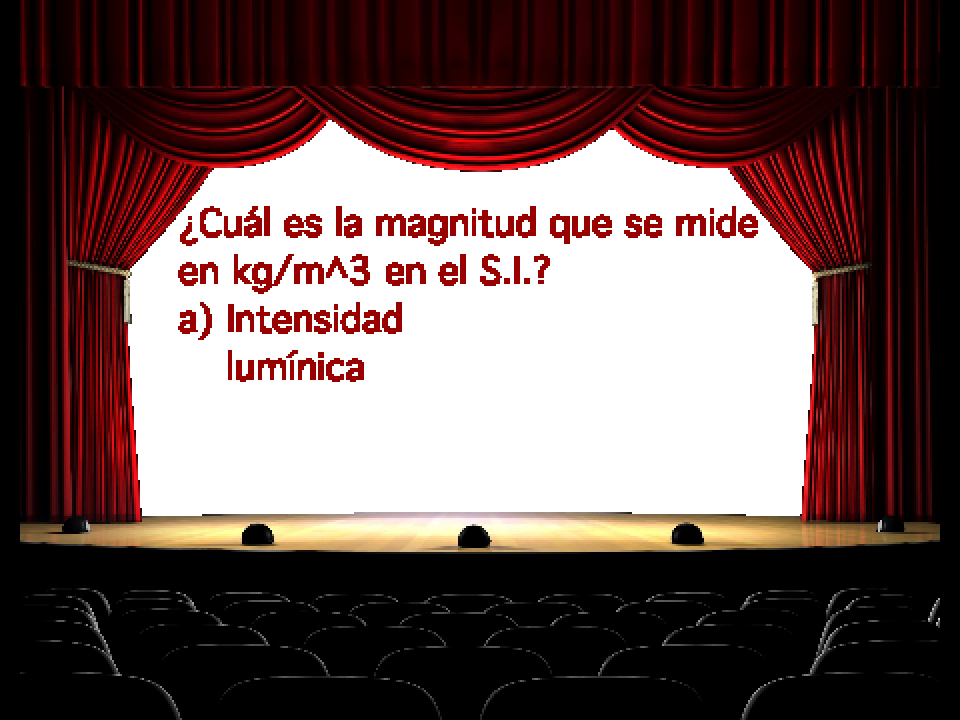 ¿Cuál es la magnitud que se mide
en kg/m^3 en el S.I.?
a) Intensidad
lumínica